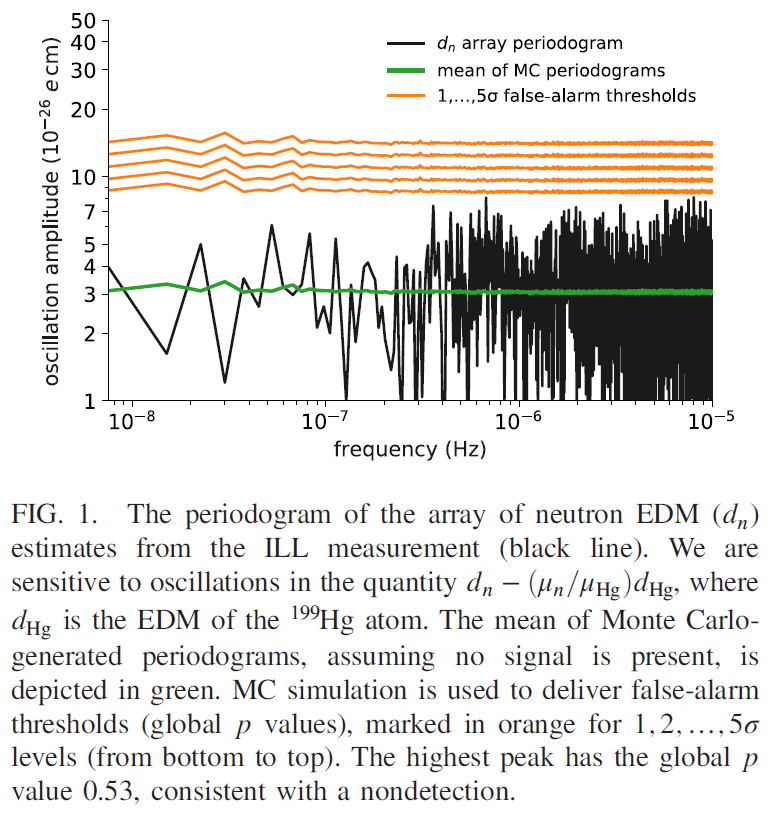 50
40
30
20
10
7
5
4
3
2
1
oscillation amplitude (10⁻²⁶ e cm)
dₙ array periodogram
mean of MC periodograms
1,...,5σ false-alarm thresholds
10⁻⁸
10⁻⁷
10⁻⁶
10⁻⁵
frequency (Hz)
FIG. 1. The periodogram of the array of neutron EDM (dₙ)
estimates from the ILL measurement (black line). We are
sensitive to oscillations in the quantity dₙ − (μₙ/μ_Hg)d_Hg, where
d_Hg is the EDM of the ¹⁹⁹Hg atom. The mean of Monte Carlo-
generated periodograms, assuming no signal is present, is
depicted in green. MC simulation is used to deliver false-alarm
thresholds (global p values), marked in orange for 1, 2, …, 5σ
levels (from bottom to top). The highest peak has the global p
value 0.53, consistent with a nondetection.